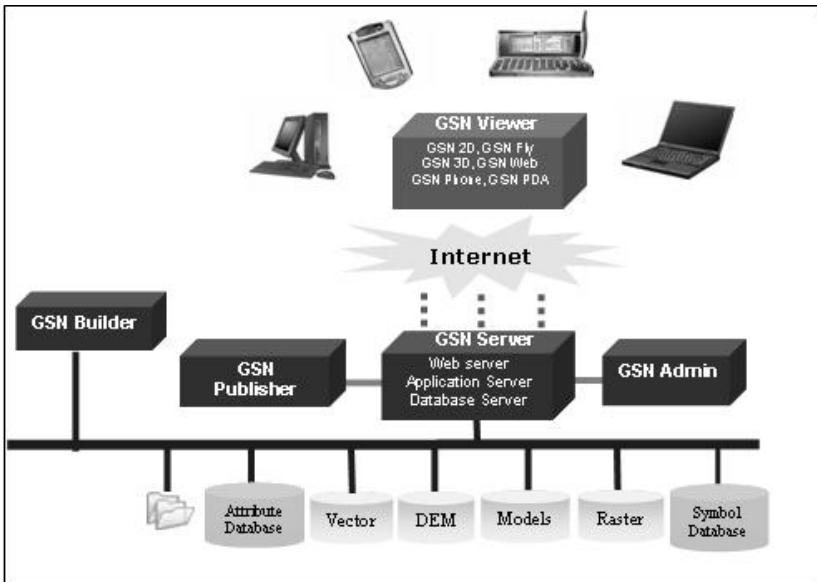 GSN Viewer
GSN 2D, GSN Fly
GSN 3D, GSN Web
GSN Phone, GSN PDA
Internet
GSN Builder
GSN
Publisher
GSN Server
Web server
Application Server
Database Server
GSN Admin
Attribute
Database
Vector
DEM
Models
Raster
Symbol
Database